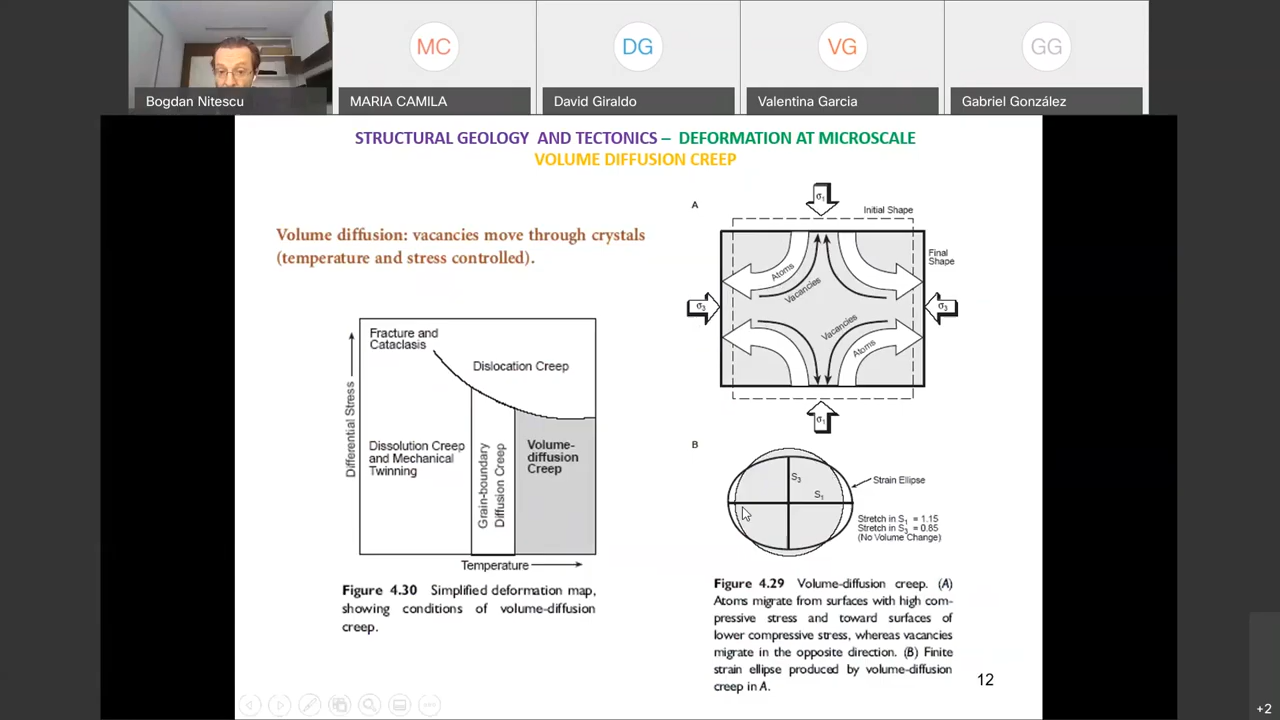 MC
DG
VG
GG
Bogdan Nitescu
MARIA CAMILA
David Giraldo
Valentina Garcia
Gabriel González
STRUCTURAL GEOLOGY AND TECTONICS – DEFORMATION AT MICROSCALE
VOLUME DIFFUSION CREEP
Volume diffusion: vacancies move through crystals
(temperature and stress controlled).
Fracture and
Cataclasis
Dislocation Creep
Differential Stress
Dissolution Creep
and Mechanical
Twinning
Grain-boundary
Diffusion Creep
Volume-
diffusion
Creep
Temperature
Figure 4.30 Simplified deformation map,
showing conditions of volume-diffusion
creep.
A
σ1
Initial Shape
Final
Shape
Atoms
Vacancies
σ3
σ3
Vacancies
Atoms
σ1
B
S3
S1
Strain Ellipse
Stretch in S1 = 1.15
Stretch in S3 = 0.85
(No Volume Change)
Figure 4.29 Volume-diffusion creep. (A)
Atoms migrate from surfaces with high com-
pressive stress and toward surfaces of
lower compressive stress, whereas vacancies
migrate in the opposite direction. (B) Finite
strain ellipse produced by volume-diffusion
creep in A.
12
+2